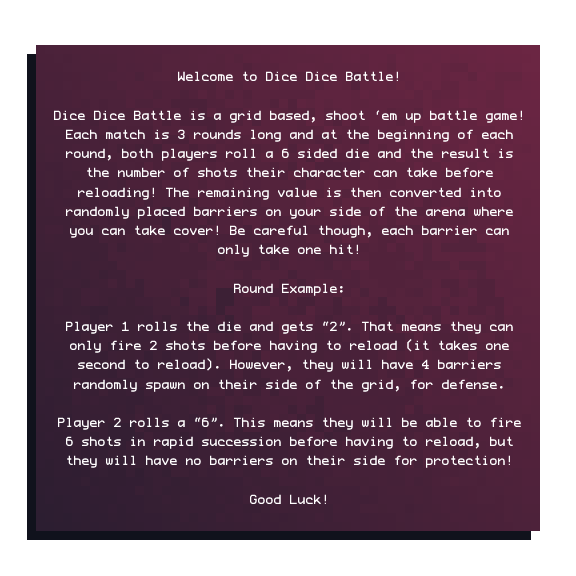 Welcome to Dice Dice Battle!
Dice Dice Battle is a grid based, shoot 'em up battle game!
Each match is 3 rounds long and at the beginning of each
round, both players roll a 6 sided die and the result is
the number of shots their character can take before
reloading! The remaining value is then converted into
randomly placed barriers on your side of the arena where
you can take cover! Be careful though, each barrier can
only take one hit!
Round Example:
Player 1 rolls the die and gets "2". That means they can
only fire 2 shots before having to reload (it takes one
second to reload). However, they will have 4 barriers
randomly spawn on their side of the grid, for defense.
Player 2 rolls a "6". This means they will be able to fire
6 shots in rapid succession before having to reload, but
they will have no barriers on their side for protection!
Good Luck!